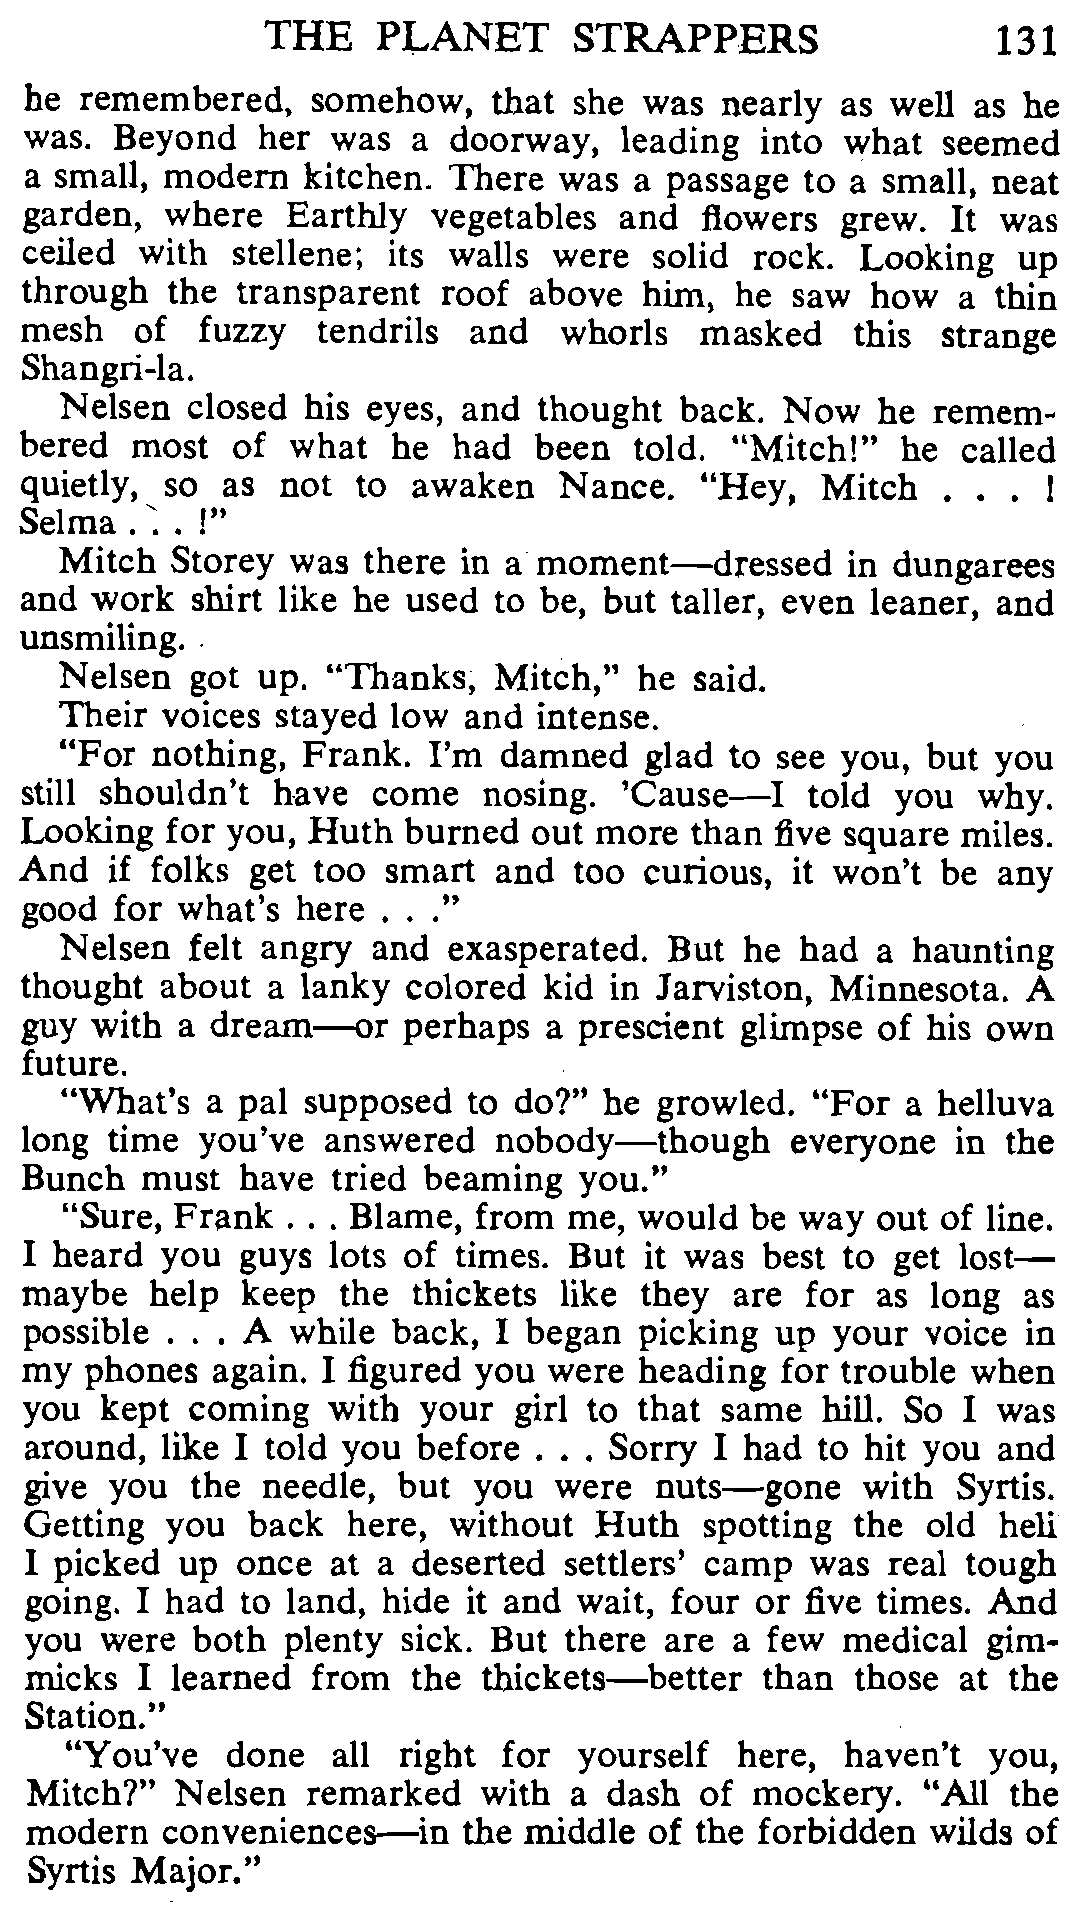 THE PLANET STRAPPERS 131
he remembered, somehow, that she was nearly as well as he
was. Beyond her was a doorway, leading into what seemed
a small, modern kitchen. There was a passage to a small, neat
garden, where Earthly vegetables and flowers grew. It was
ceiled with stellene; its walls were solid rock. Looking up
through the transparent roof above him, he saw how a thin
mesh of fuzzy tendrils and whorls masked this strange
Shangri-la.
Nelsen closed his eyes, and thought back. Now he remem-
bered most of what he had been told. “Mitch!” he called
quietly, so as not to awaken Nance. “Hey, Mitch . . . !
Selma . . . !”
Mitch Storey was there in a moment—dressed in dungarees
and work shirt like he used to be, but taller, even leaner, and
unsmiling.
Nelsen got up. “Thanks, Mitch,” he said.
Their voices stayed low and intense.
“For nothing, Frank. I’m damned glad to see you, but you
still shouldn’t have come nosing. ’Cause—I told you why.
Looking for you, Huth burned out more than five square miles.
And if folks get too smart and too curious, it won’t be any
good for what’s here . . .”
Nelsen felt angry and exasperated. But he had a haunting
thought about a lanky colored kid in Jarviston, Minnesota. A
guy with a dream—or perhaps a prescient glimpse of his own
future.
“What’s a pal supposed to do?” he growled. “For a helluva
long time you’ve answered nobody—though everyone in the
Bunch must have tried beaming you.”
“Sure, Frank . . . Blame, from me, would be way out of line.
I heard you guys lots of times. But it was best to get lost—
maybe help keep the thickets like they are for as long as
possible . . . A while back, I began picking up your voice in
my phones again. I figured you were heading for trouble when
you kept coming with your girl to that same hill. So I was
around, like I told you before . . . Sorry I had to hit you and
give you the needle, but you were nuts—gone with Syrtis.
Getting you back here, without Huth spotting the old heli
I picked up once at a deserted settlers’ camp was real tough
going. I had to land, hide it and wait, four or five times. And
you were both plenty sick. But there are a few medical gim-
micks I learned from the thickets—better than those at the
Station.”
“You’ve done all right for yourself here, haven’t you,
Mitch?” Nelsen remarked with a dash of mockery. “All the
modern conveniences—in the middle of the forbidden wilds of
Syrtis Major.”